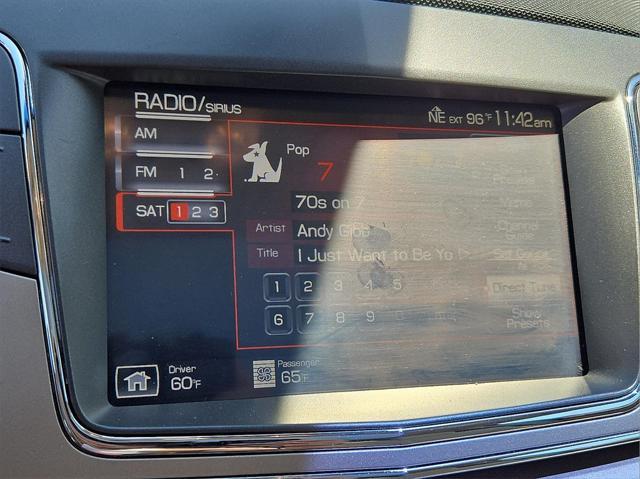 RADIO/SIRIUS
NE EXT 96°F 11:42am
AM
FM 1 2
SAT 1 2 3
Pop
7
70s on 7
Artist Andy Gibb
Title I Just Want to Be Yo
1 2 3 4 5
6 7 8 9 0
Direct Tune
Show
Presets
Driver
60°F
Passenger
65°F